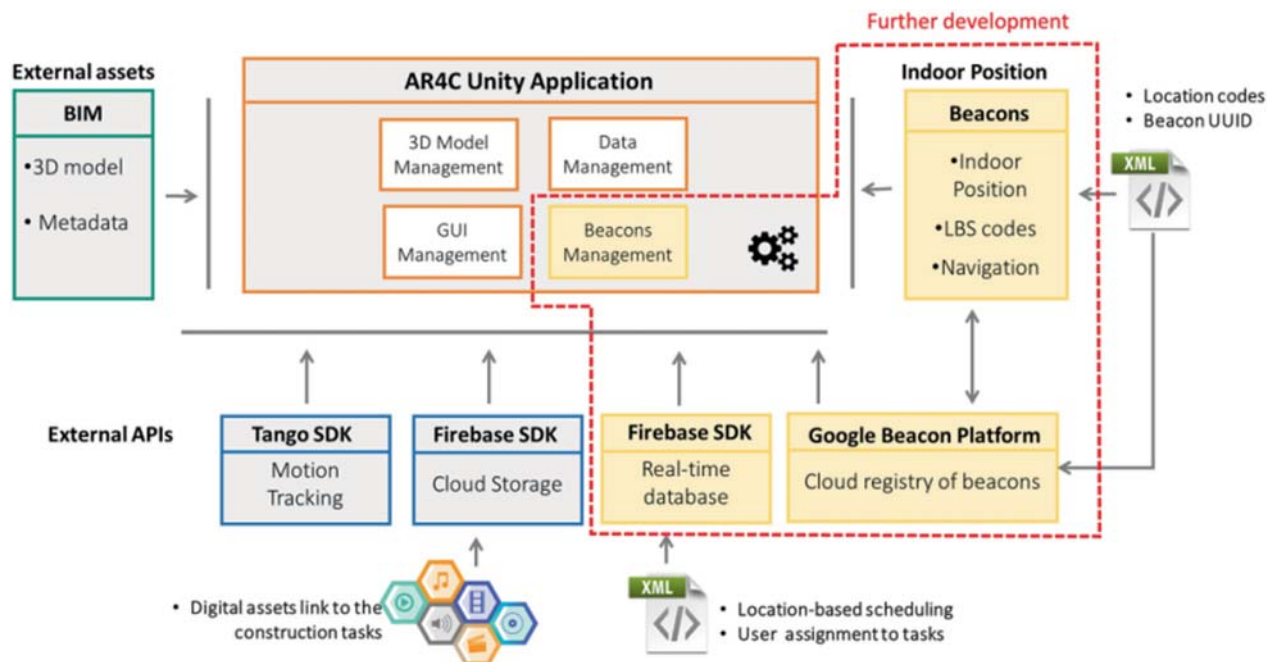 Further development
External assets
AR4C Unity Application
Indoor Position
BIM
•3D model
• Metadata
3D Model
Management
Data
Management
GUI
Management
Beacons
Management
Beacons
•Indoor
Position
•LBS codes
•Navigation
• Location codes
• Beacon UUID
XML
</>
External APIs
Tango SDK
Motion
Tracking
Firebase SDK
Cloud Storage
Firebase SDK
Real-time
database
Google Beacon Platform
Cloud registry of beacons
• Digital assets link to the
construction tasks
XML
</>
• Location-based scheduling
• User assignment to tasks